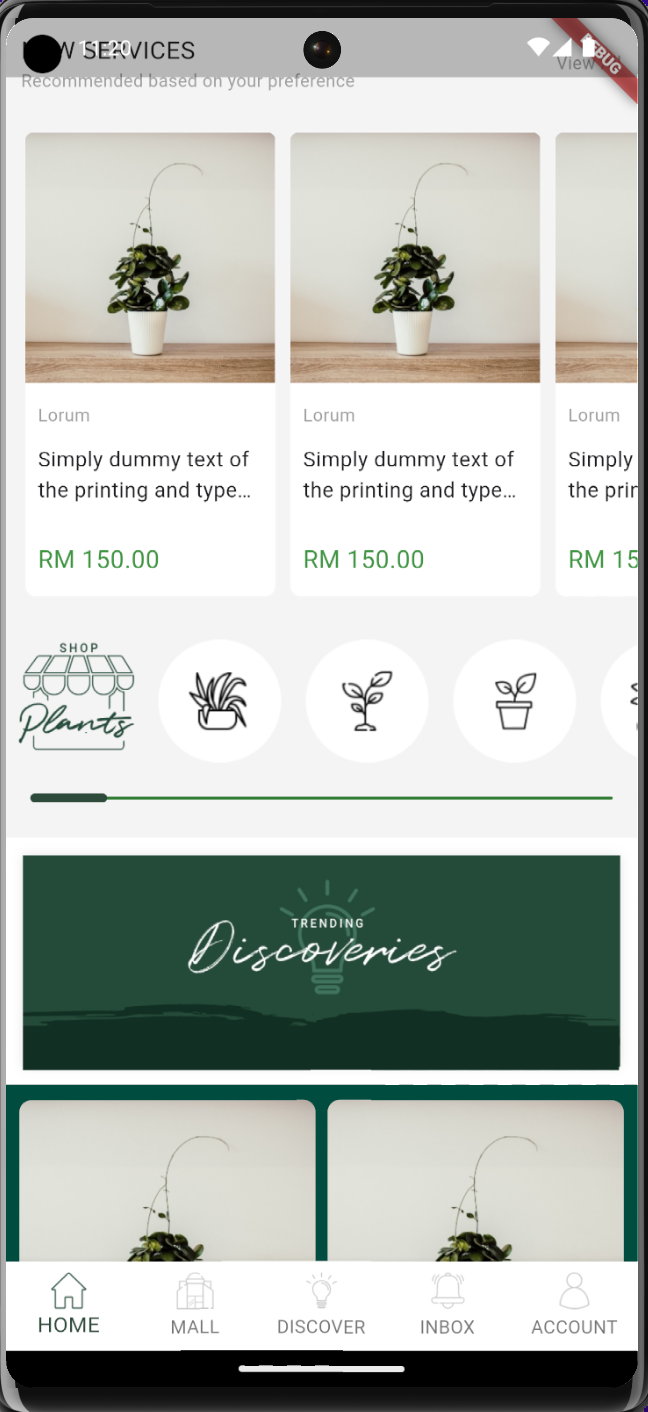 SERVICES
11:20
View
DEBUG
Recommended based on your preference
Lorum
Simply dummy text of
the printing and type...
RM 150.00
Lorum
Simply dummy text of
the printing and type...
RM 150.00
Lorum
Simply
the prin
RM 15
SHOP
Plants
TRENDING
Discoveries
HOME
MALL
DISCOVER
INBOX
ACCOUNT